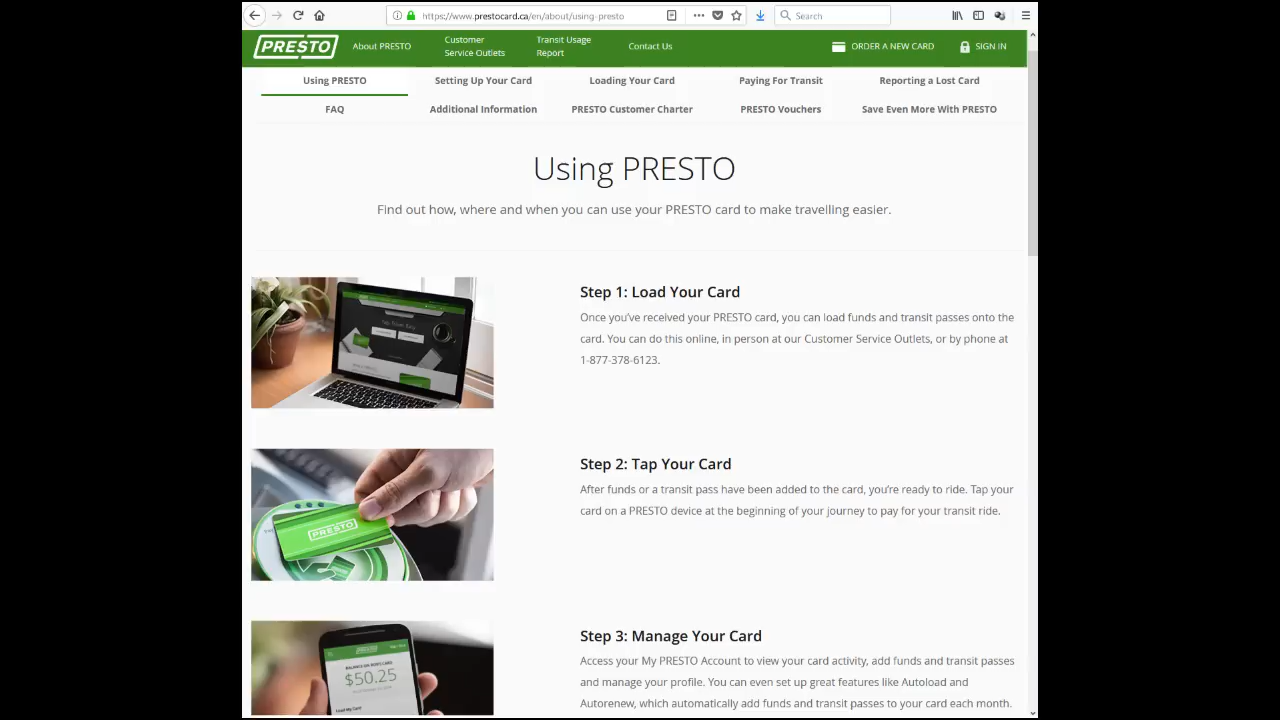 https://www.prestocard.ca/en/about/using-presto
Search
PRESTO
About PRESTO
Customer
Service Outlets
Transit Usage
Report
Contact Us
ORDER A NEW CARD
SIGN IN
Using PRESTO
Setting Up Your Card
Loading Your Card
Paying For Transit
Reporting a Lost Card
FAQ
Additional Information
PRESTO Customer Charter
PRESTO Vouchers
Save Even More With PRESTO
Using PRESTO
Find out how, where and when you can use your PRESTO card to make travelling easier.
Step 1: Load Your Card
Once you’ve received your PRESTO card, you can load funds and transit passes onto the
card. You can do this online, in person at our Customer Service Outlets, or by phone at
1-877-378-6123.
PRESTO
Step 2: Tap Your Card
After funds or a transit pass have been added to the card, you’re ready to ride. Tap your
card on a PRESTO device at the beginning of your journey to pay for your transit ride.
$50.25
Step 3: Manage Your Card
Access your My PRESTO Account to view your card activity, add funds and transit passes
and manage your profile. You can even set up great features like Autoload and
Autorenew, which automatically add funds and transit passes to your card each month.